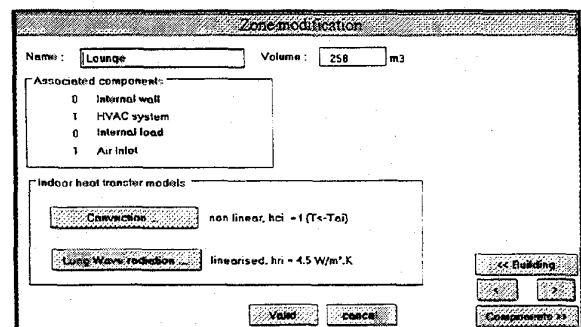 Zone modification
Name : Lounge Volume : 258 m3
Associated components
0 Internal wall
1 HVAC system
0 Internal load
1 Air Inlet
Indoor heat transfer models
Convection ... non linear, hci = f (Ts-Tai)
Long Wave radiation ... linearised, hri = 4.5 W/m².K
<< Building
< >
Valid cancel Components >>